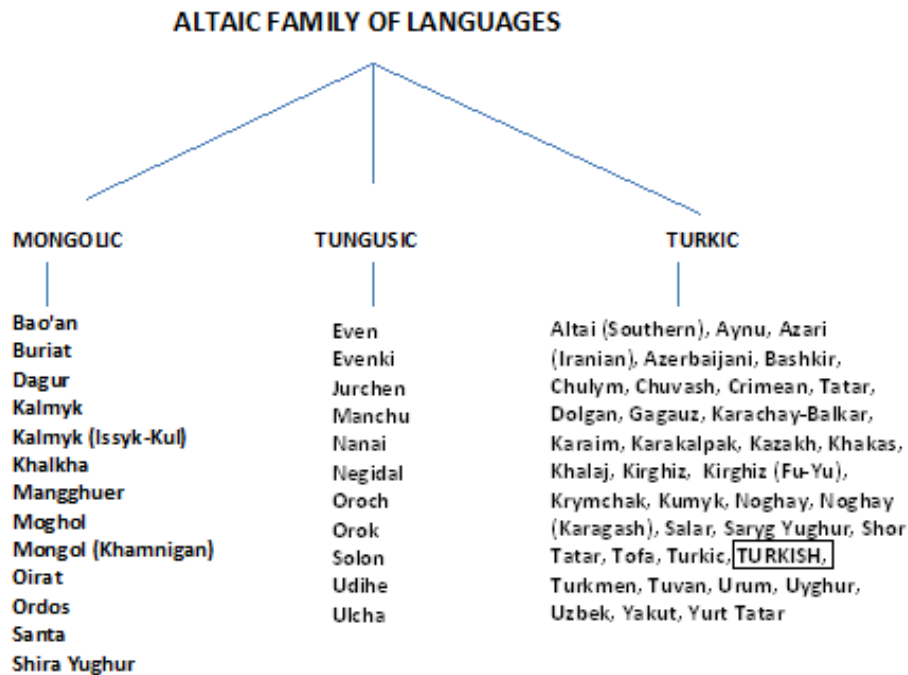 ALTAIC FAMILY OF LANGUAGES
MONGOLIC
Bao'an
Buriat
Dagur
Kalmyk
Kalmyk (Issyk-Kul)
Khalkha
Mangghuer
Moghol
Mongol (Khamnigan)
Oirat
Ordos
Santa
Shira Yughur
TUNGUSIC
Even
Evenki
Jurchen
Manchu
Nanai
Negidal
Oroch
Orok
Solon
Udihe
Ulcha
TURKIC
Altai (Southern), Aynu, Azari
(Iranian), Azerbaijani, Bashkir,
Chulym, Chuvash, Crimean, Tatar,
Dolgan, Gagauz, Karachay-Balkar,
Karaim, Karakalpak, Kazakh, Khakas,
Khalaj, Kirghiz, Kirghiz (Fu-Yu),
Krymchak, Kumyk, Noghay, Noghay
(Karagash), Salar, Saryg Yughur, Shor
Tatar, Tofa, Turkic, TURKISH,
Turkmen, Tuvan, Urum, Uyghur,
Uzbek, Yakut, Yurt Tatar